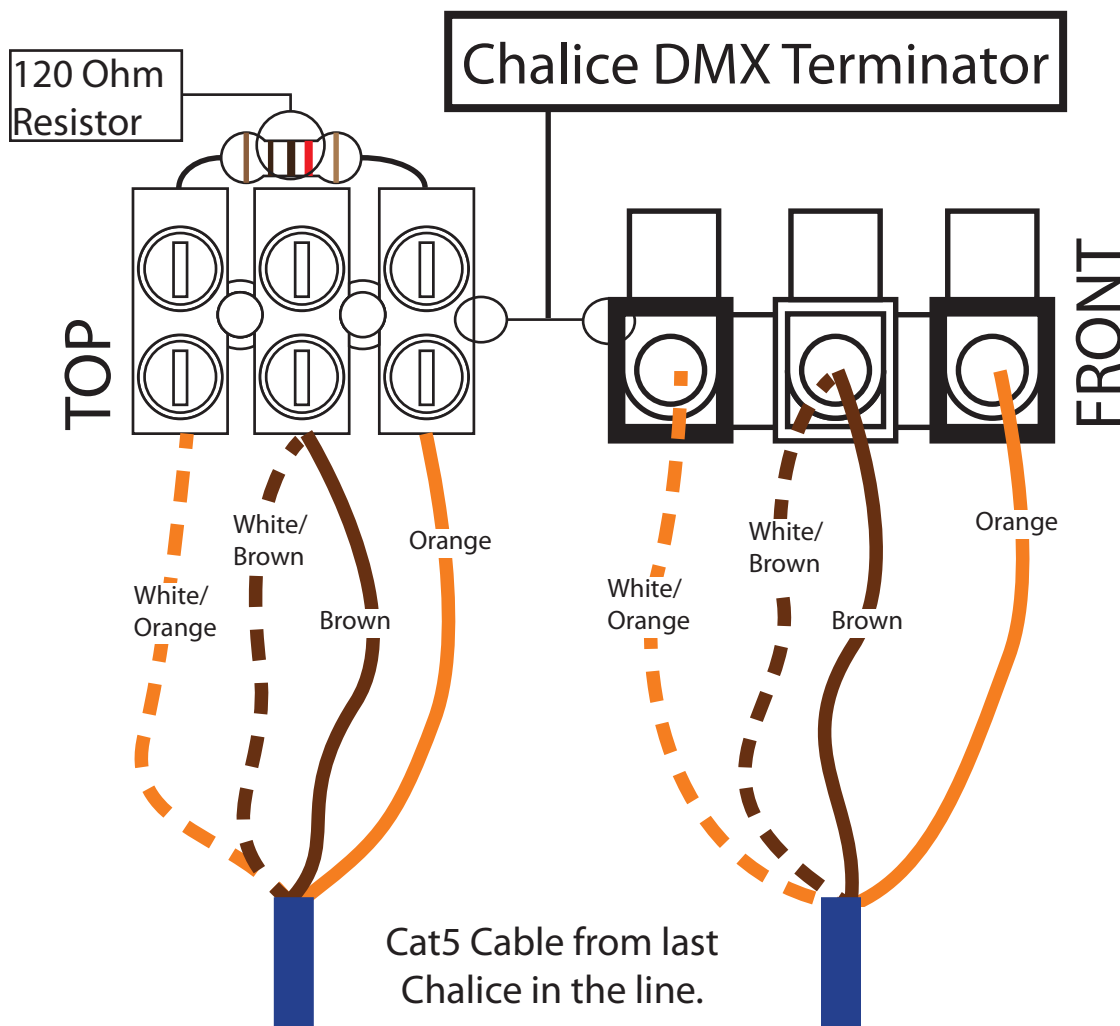 Chalice DMX Terminator
120 Ohm
Resistor
TOP
FRONT
White/
Brown
Orange
White/
Orange
Brown
White/
Brown
Orange
White/
Orange
Brown
Cat5 Cable from last
Chalice in the line.